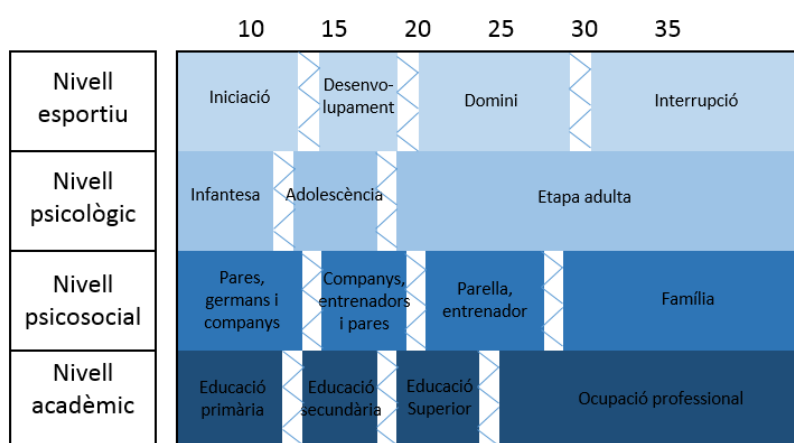 10 15 20 25 30 35
Nivell
esportiu
Iniciació
Desenvo-
lupament
Domini
Interrupció
Nivell
psicològic
Infantesa
Adolescència
Etapa adulta
Nivell
psicosocial
Pares,
germans i
companys
Companys,
entrenadors
i pares
Parella,
entrenador
Família
Nivell
acadèmic
Educació
primària
Educació
secundària
Educació
Superior
Ocupació professional